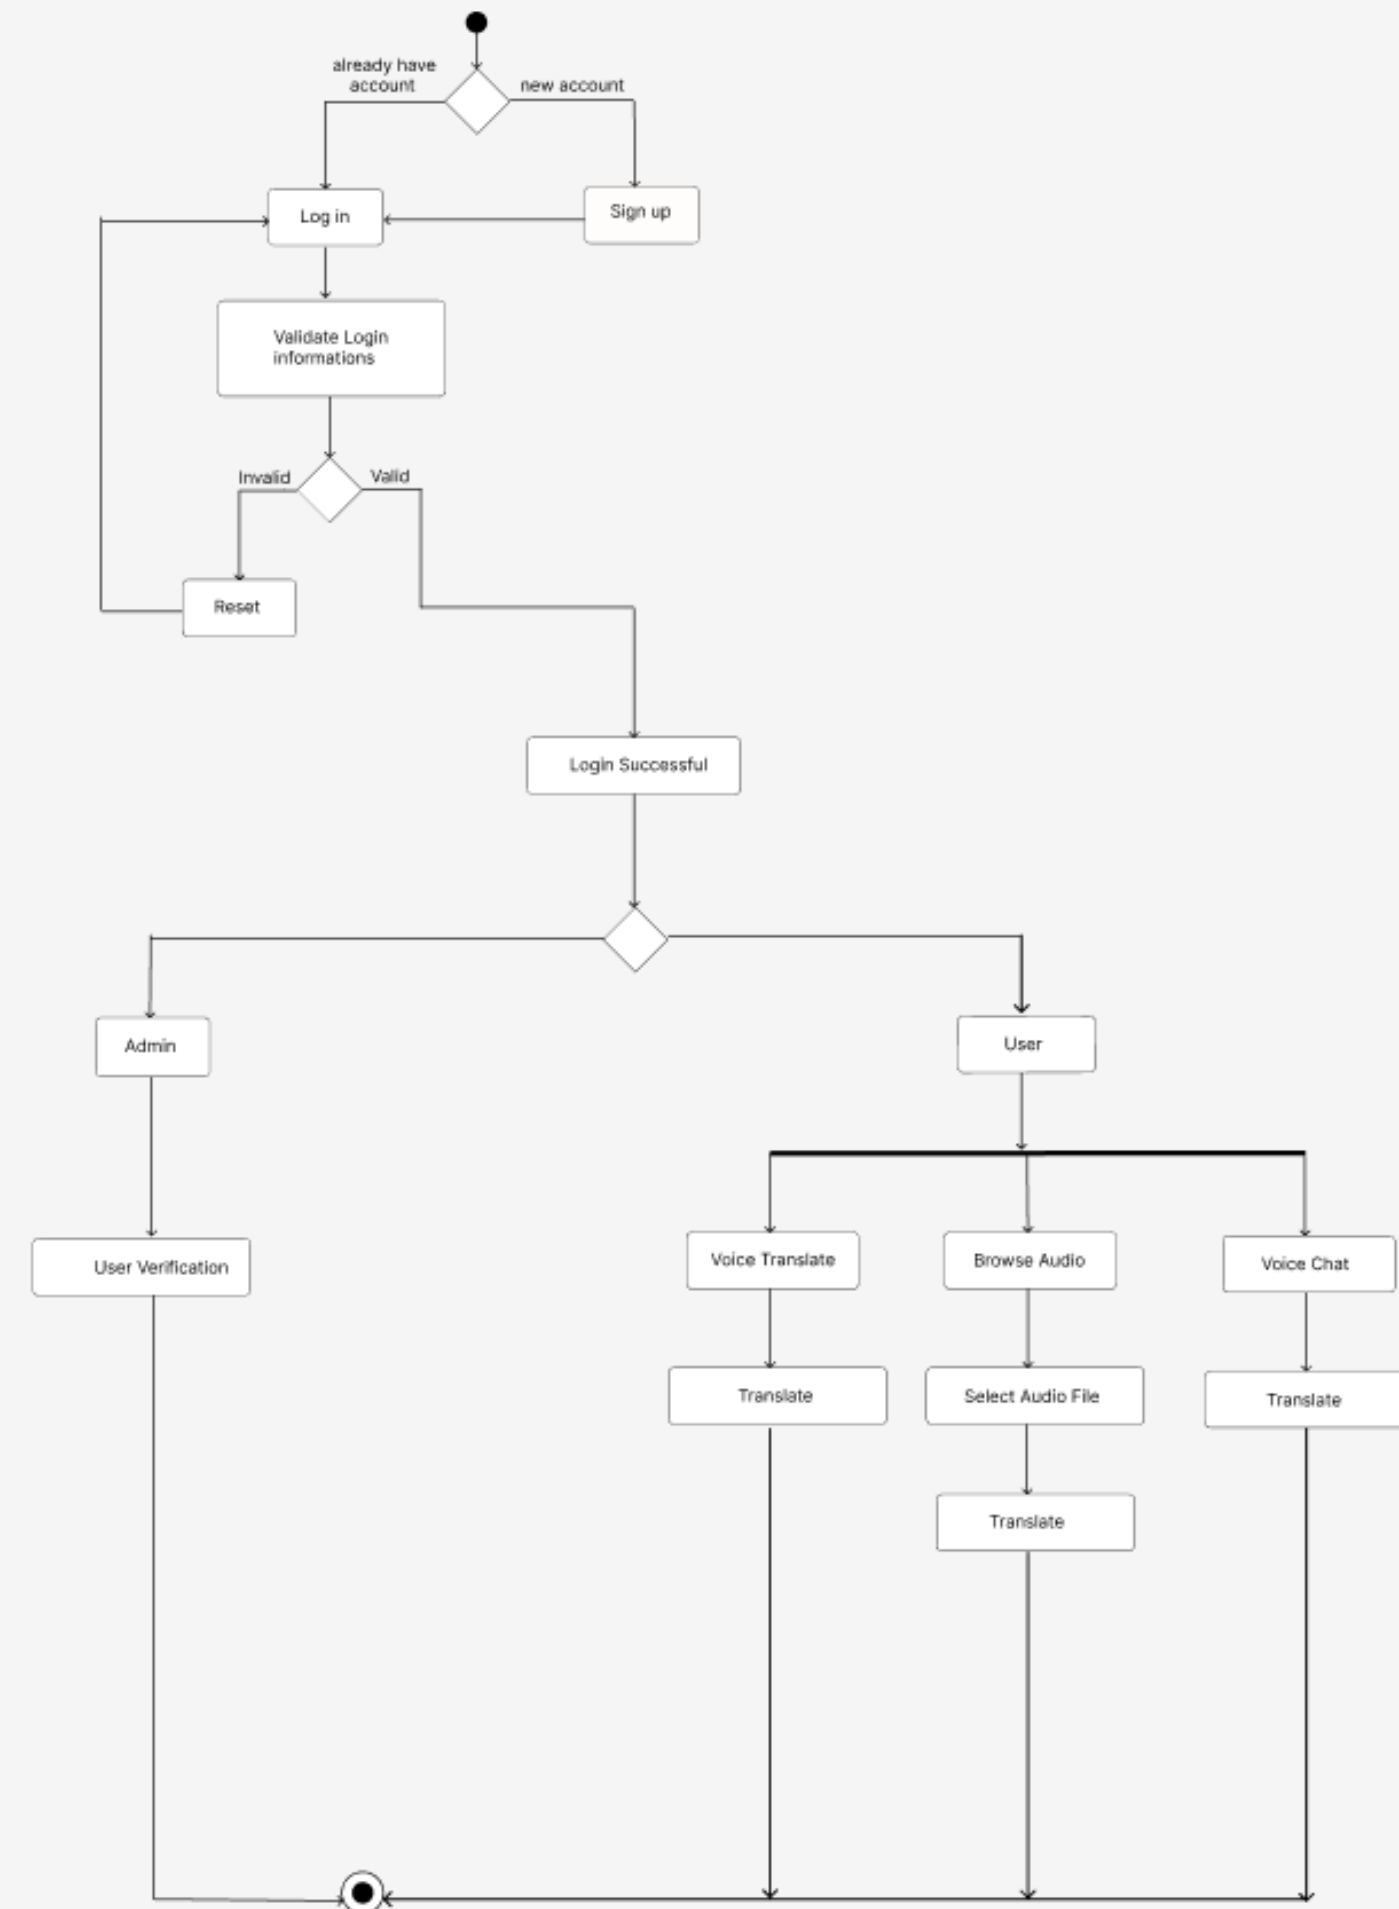 already have
account
new account
Log in
Sign up
Validate Login
informations
Invalid
Valid
Reset
Login Successful
Admin
User
User Verification
Voice Translate
Browse Audio
Voice Chat
Translate
Select Audio File
Translate
Translate